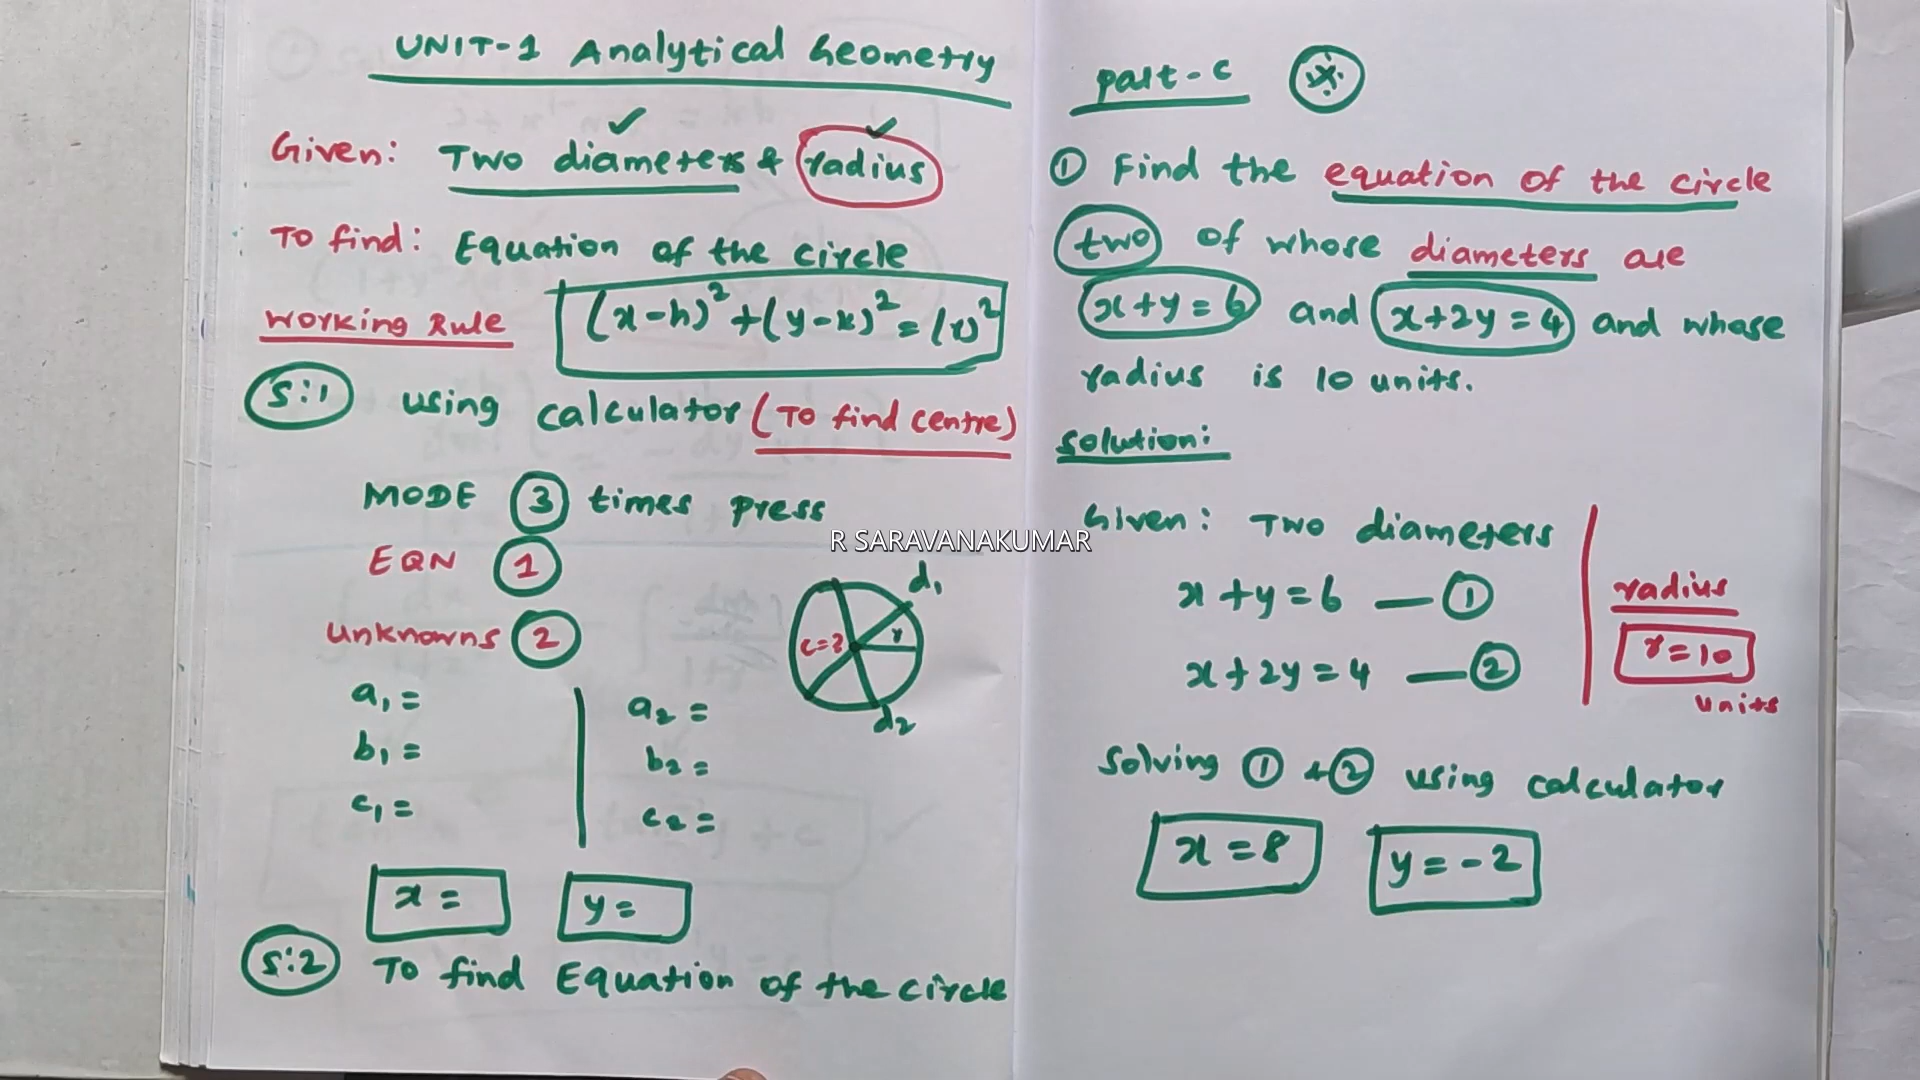 UNIT-1 Analytical Geometry
Given: Two diameters & radius
To find: Equation of the circle
Working Rule (x-h)²+(y-k)²=(r)²
S:1 using calculator (To find centre)
MODE 3 times press
EQN 1
unknowns 2
d1
c=? r
d2
a1= a2=
b1= b2=
c1= c2=
x= y=
S:2 To find Equation of the circle
part-c
① Find the equation of the circle
two of whose diameters are
x+y=6 and x+2y=4 and whose
radius is 10 units.
solution:
Given: Two diameters
x+y=6 — ①
x+2y=4 — ②
radius
r=10
units
Solving ① & ② using calculator
x=8 y=-2
R SARAVANAKUMAR